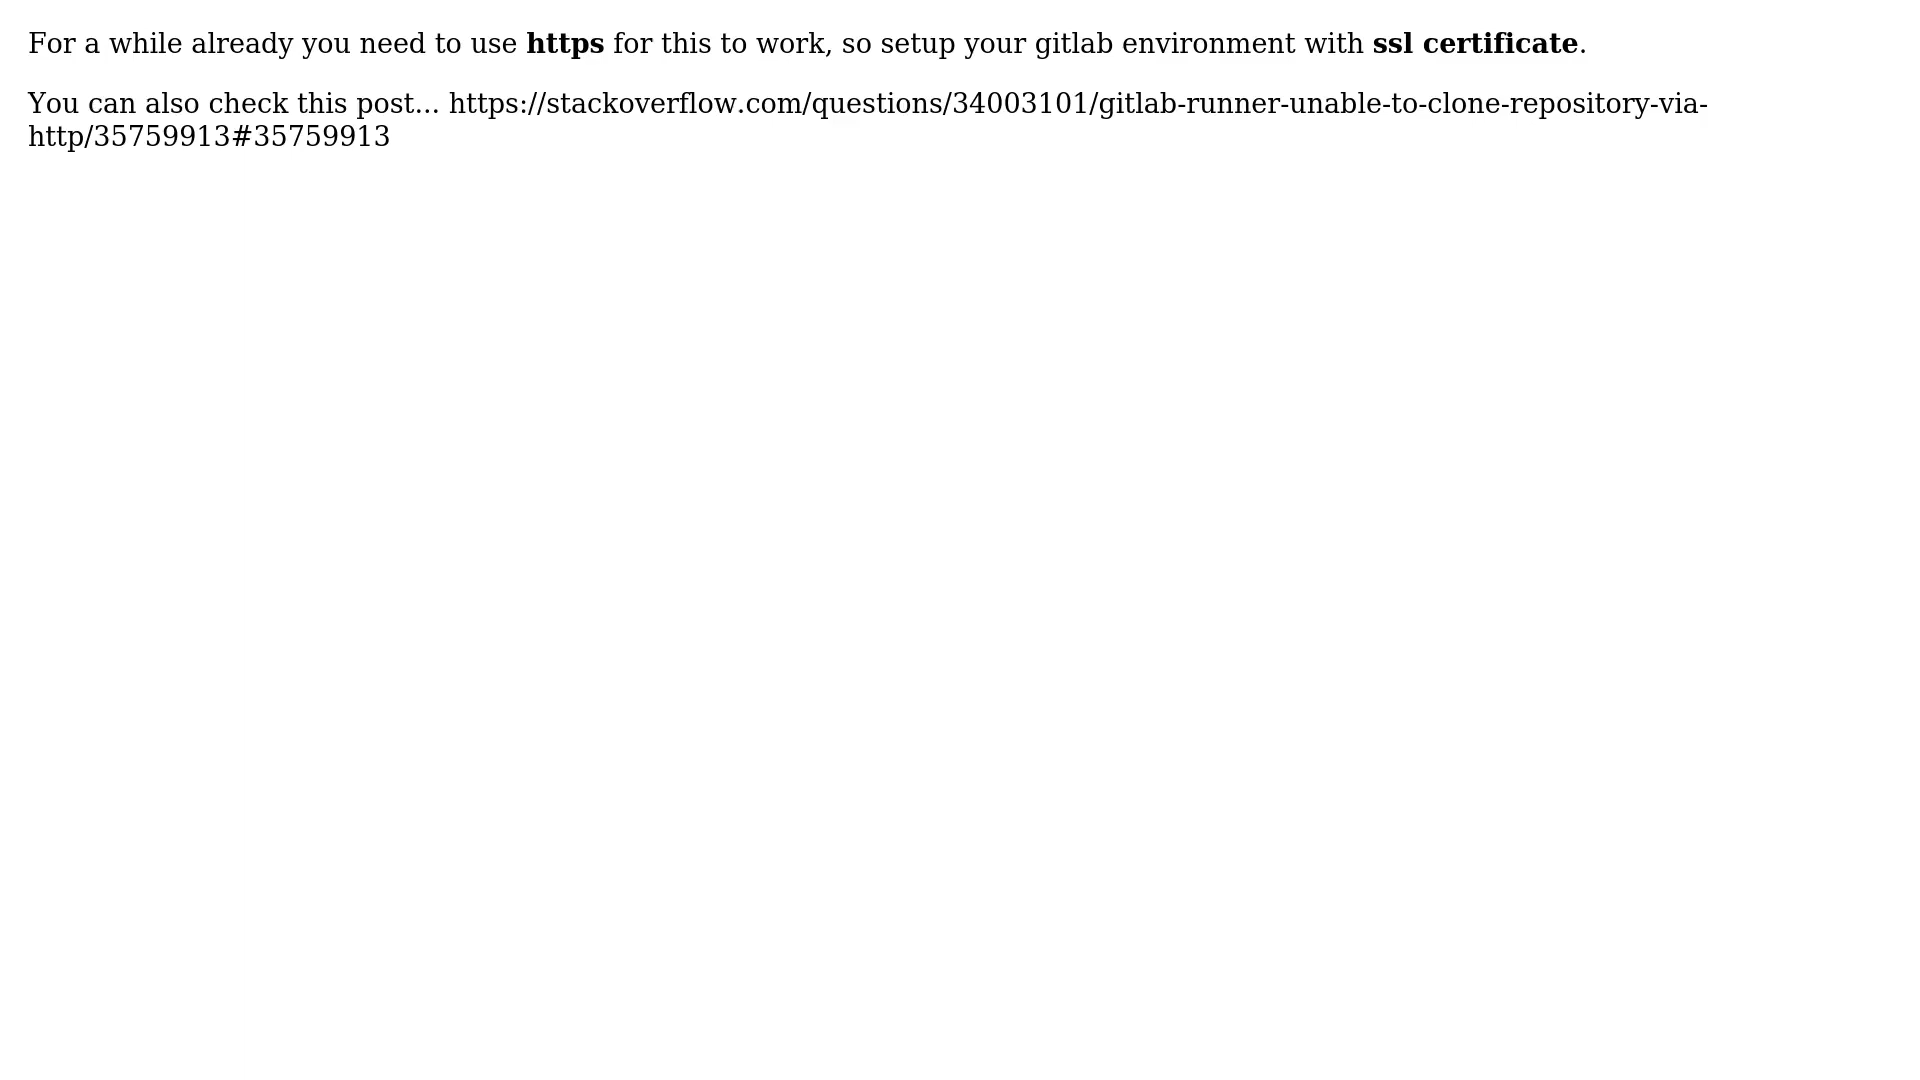 For a while already you need to use https for this to work, so setup your gitlab environment with ssl certificate.
You can also check this post... https://stackoverflow.com/questions/34003101/gitlab-runner-unable-to-clone-repository-via-
http/35759913#35759913